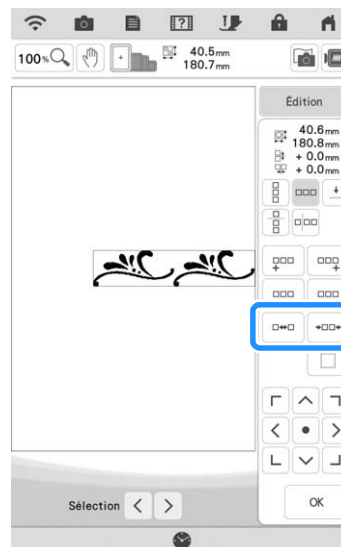 100%
40.5mm
180.7mm
Édition
40.6mm
180.8mm
+ 0.0mm
+ 0.0mm
Sélection
OK